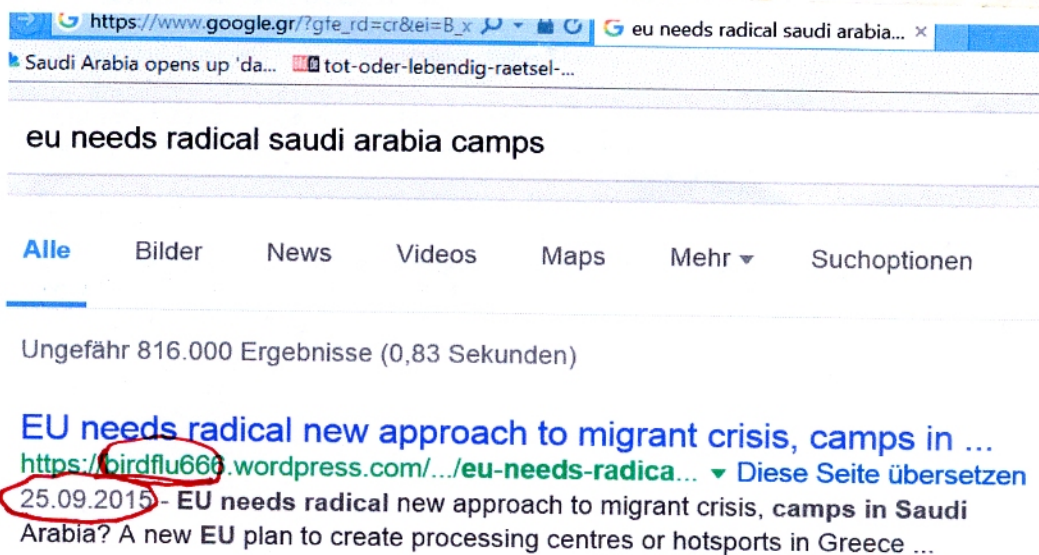 https://www.google.gr/?gfe_rd=cr&ei=B_x
eu needs radical saudi arabia... ×
Saudi Arabia opens up 'da... tot-oder-lebendig-raetsel-...
eu needs radical saudi arabia camps
Alle Bilder News Videos Maps Mehr Suchoptionen
Ungefähr 816.000 Ergebnisse (0,83 Sekunden)
EU needs radical new approach to migrant crisis, camps in ...
https://birdflu666.wordpress.com/.../eu-needs-radica... Diese Seite übersetzen
25.09.2015 - EU needs radical new approach to migrant crisis, camps in Saudi
Arabia? A new EU plan to create processing centres or hotsports in Greece ...